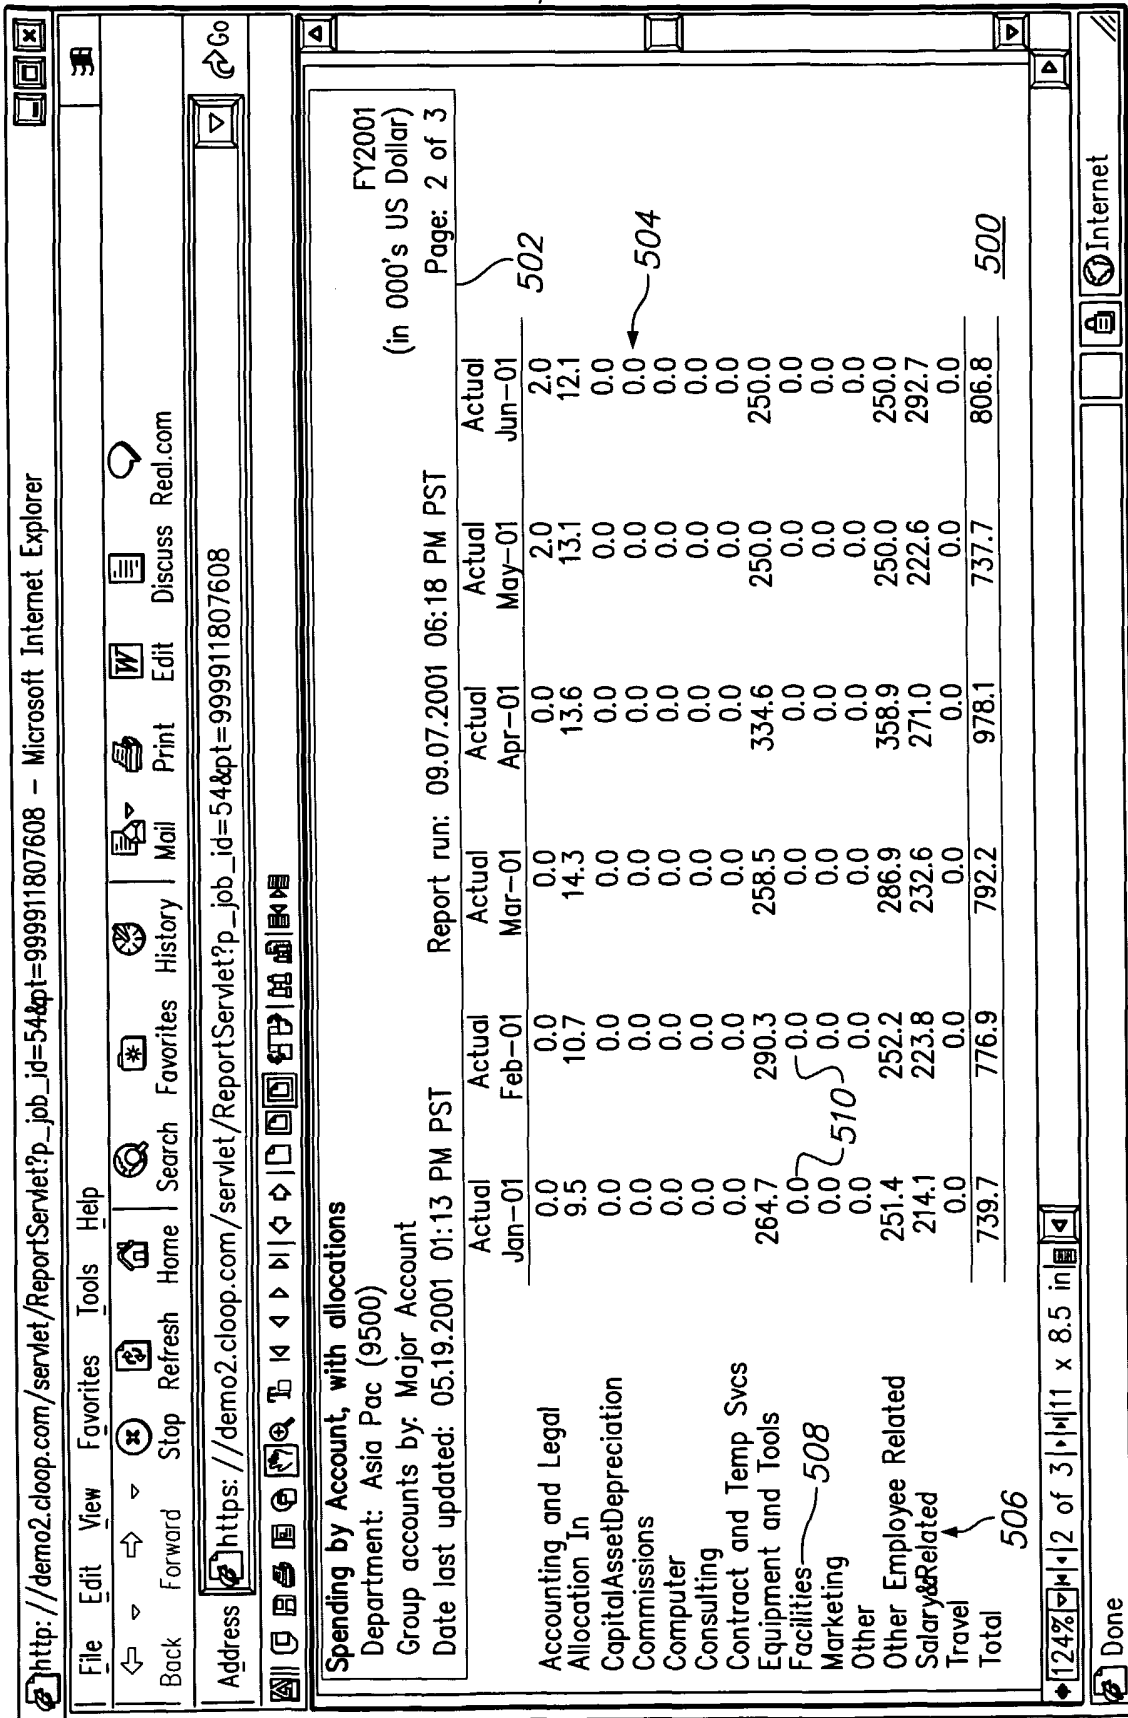 http: //demo2.cloop.com/servlet/ReportServlet?p_job_id=54&pt=999911807608 – Microsoft Internet Explorer
File Edit View Favorites Tools Help
Back Forward Stop Refresh Home Search Favorites History Mail Print Edit Discuss Real.com
Address https: //demo2.cloop.com/servlet/ReportServlet?p_job_id=54&pt=999911807608 Go
Spending by Account, with allocations FY2001
Department: Asia Pac (9500) (in 000's US Dollar)
Group accounts by: Major Account Page: 2 of 3
Date last updated: 05.19.2001 01:13 PM PST Report run: 09.07.2001 06:18 PM PST
502
Actual Actual Actual Actual Actual Actual
Jan–01 Feb–01 Mar–01 Apr–01 May–01 Jun–01
Accounting and Legal 0.0 0.0 0.0 0.0 2.0 2.0
Allocation In 9.5 10.7 14.3 13.6 13.1 12.1
CapitalAssetDepreciation 0.0 0.0 0.0 0.0 0.0 0.0
Commissions 0.0 0.0 0.0 0.0 0.0 0.0 504
Computer 0.0 0.0 0.0 0.0 0.0 0.0
Consulting 0.0 0.0 0.0 0.0 0.0 0.0
Contract and Temp Svcs 0.0 0.0 0.0 0.0 0.0 0.0
Equipment and Tools 264.7 290.3 258.5 334.6 250.0 250.0
Facilities 508 0.0 0.0 0.0 0.0 0.0 0.0
Marketing 0.0 510 0.0 0.0 0.0 0.0 0.0
Other 0.0 0.0 0.0 0.0 0.0 0.0
Other Employee Related 251.4 252.2 286.9 358.9 250.0 250.0
Salary&Related 214.1 223.8 232.6 271.0 222.6 292.7
Travel 0.0 0.0 0.0 0.0 0.0 0.0
Total 739.7 776.9 792.2 978.1 737.7 806.8
506 500
124% 2 of 3 11 x 8.5 in
Done Internet